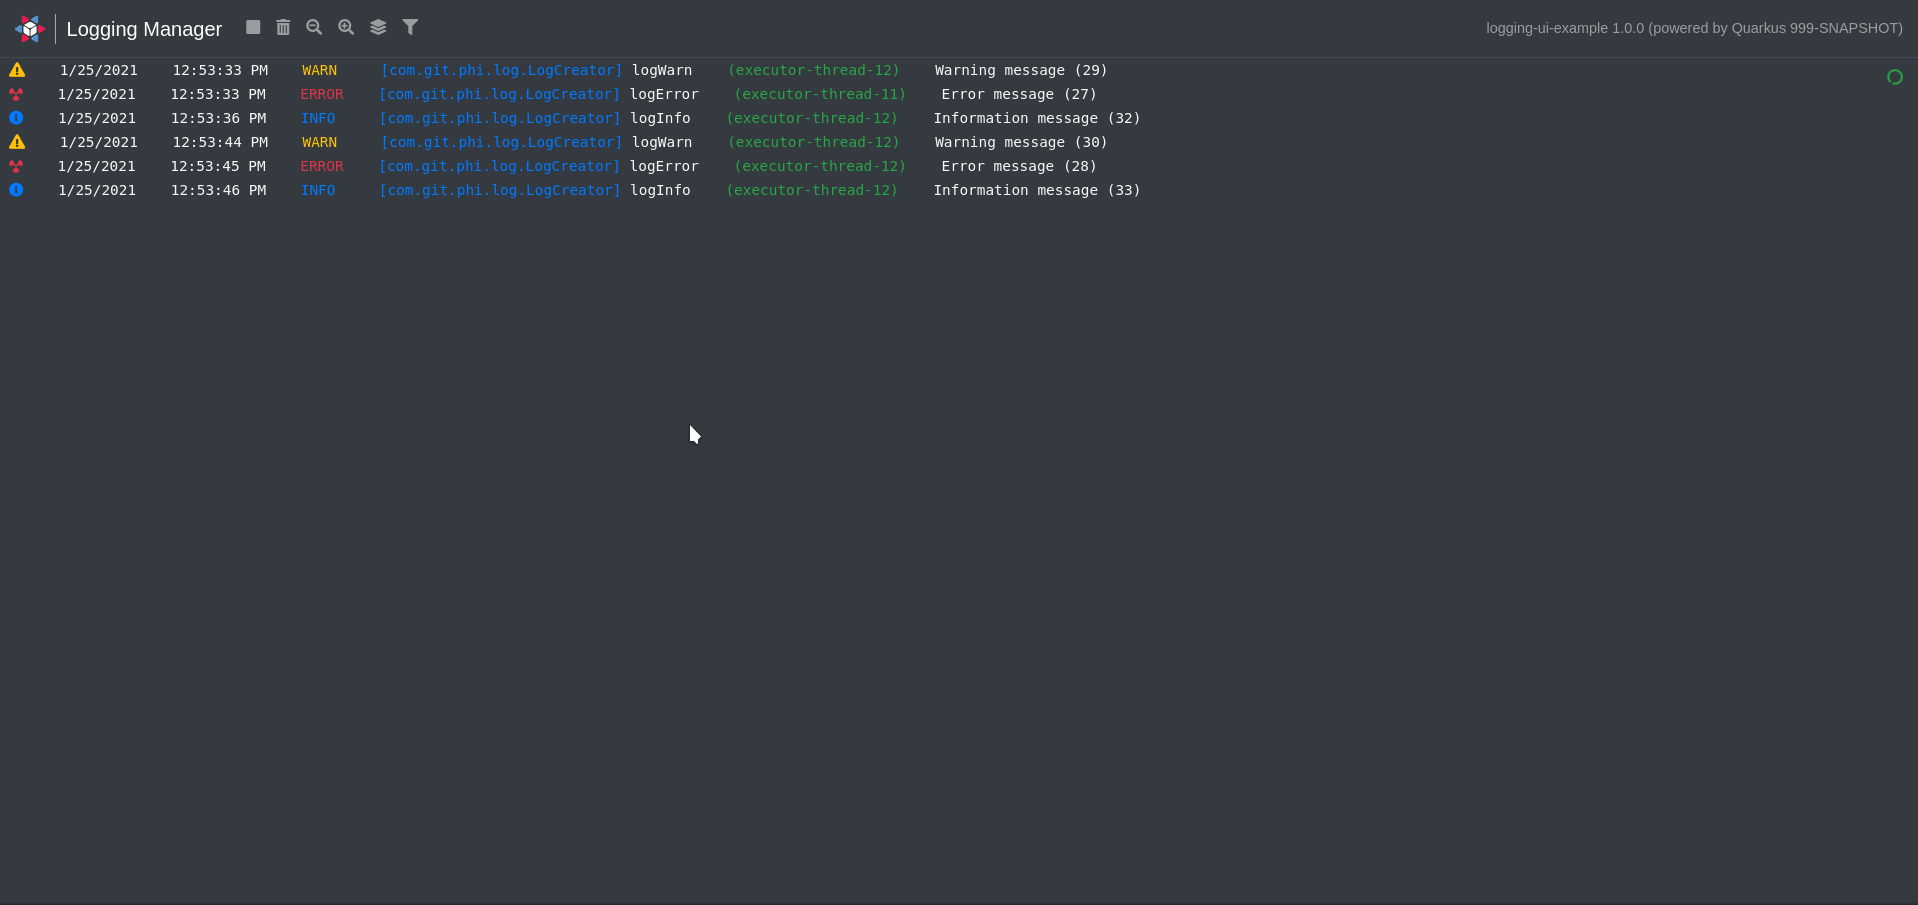 Logging Manager
logging-ui-example 1.0.0 (powered by Quarkus 999-SNAPSHOT)
1/25/2021 12:53:33 PM WARN [com.git.phi.log.LogCreator] logWarn (executor-thread-12) Warning message (29)
1/25/2021 12:53:33 PM ERROR [com.git.phi.log.LogCreator] logError (executor-thread-11) Error message (27)
1/25/2021 12:53:36 PM INFO [com.git.phi.log.LogCreator] logInfo (executor-thread-12) Information message (32)
1/25/2021 12:53:44 PM WARN [com.git.phi.log.LogCreator] logWarn (executor-thread-12) Warning message (30)
1/25/2021 12:53:45 PM ERROR [com.git.phi.log.LogCreator] logError (executor-thread-12) Error message (28)
1/25/2021 12:53:46 PM INFO [com.git.phi.log.LogCreator] logInfo (executor-thread-12) Information message (33)